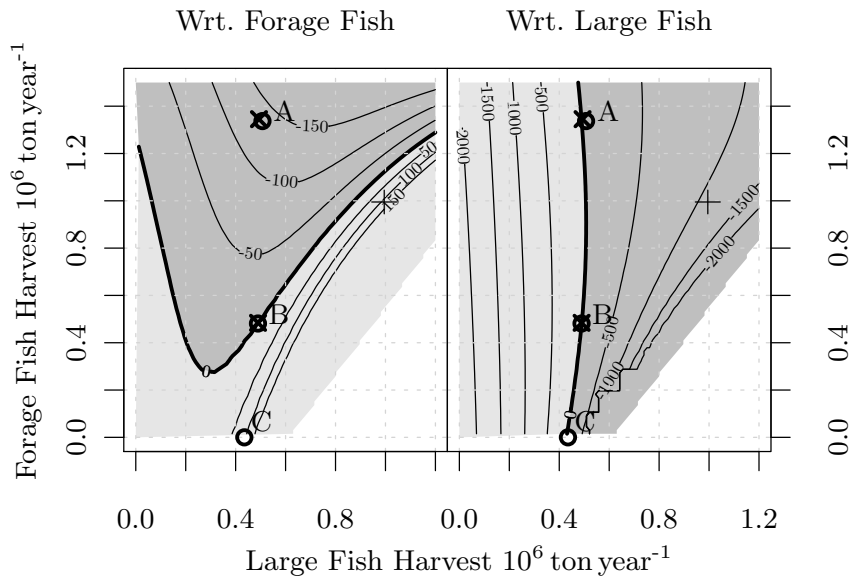 Wrt. Forage Fish
Wrt. Large Fish
Forage Fish Harvest 10^6 ton year^-1
0.0 0.4 0.8 1.2
A
B
C
-150
-100
-50
0
-50
-100
-150
A
B
C
-2000
-1500
-1000
-500
0
-500
-1000
-1500
-2000
0.0 0.4 0.8 1.2
0.0 0.4 0.8
0.0 0.4 0.8 1.2
Large Fish Harvest 10^6 ton year^-1